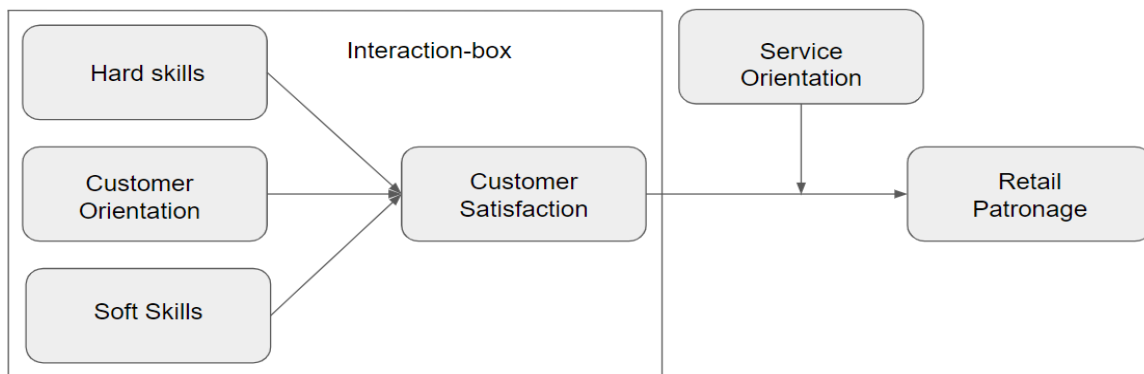 Interaction-box
Hard skills
Customer
Orientation
Soft Skills
Customer
Satisfaction
Service
Orientation
Retail
Patronage